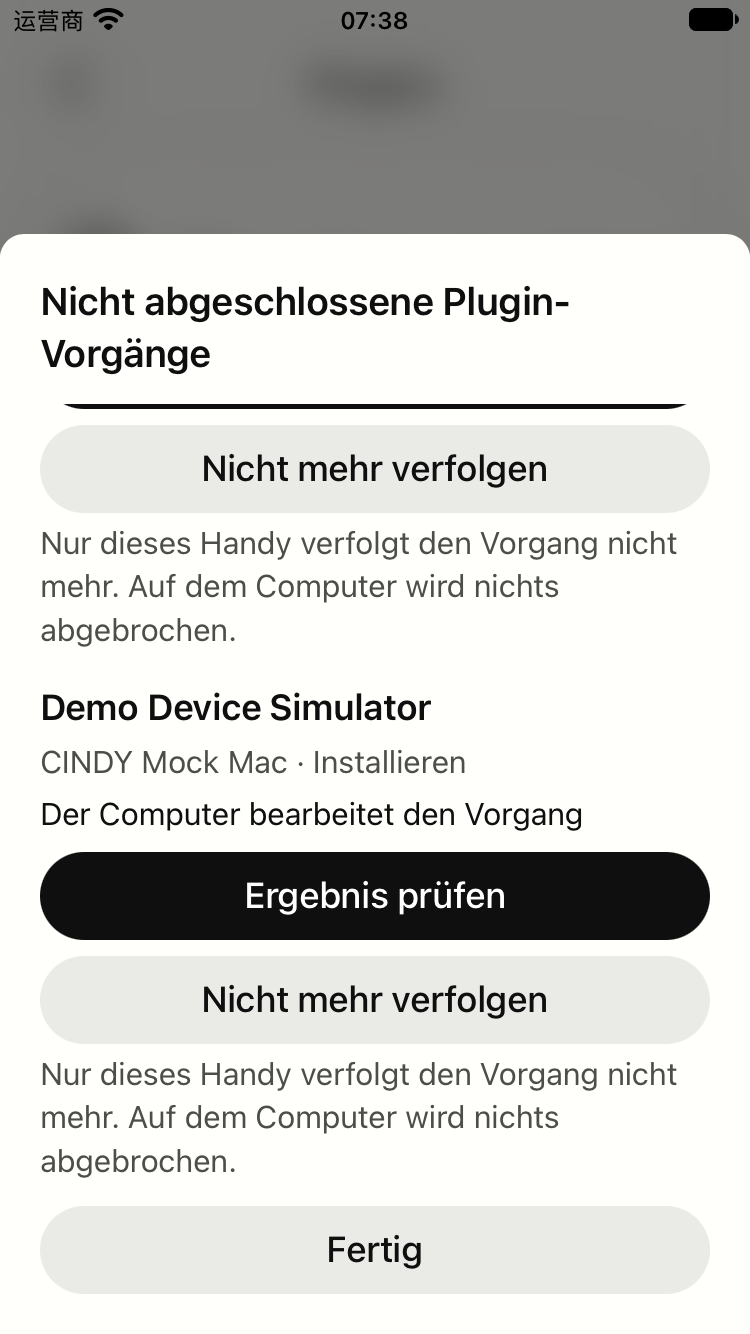 运营商
07:38
Nicht abgeschlossene Plugin-
Vorgänge
Nicht mehr verfolgen
Nur dieses Handy verfolgt den Vorgang nicht
mehr. Auf dem Computer wird nichts
abgebrochen.
Demo Device Simulator
CINDY Mock Mac · Installieren
Der Computer bearbeitet den Vorgang
Ergebnis prüfen
Nicht mehr verfolgen
Nur dieses Handy verfolgt den Vorgang nicht
mehr. Auf dem Computer wird nichts
abgebrochen.
Fertig